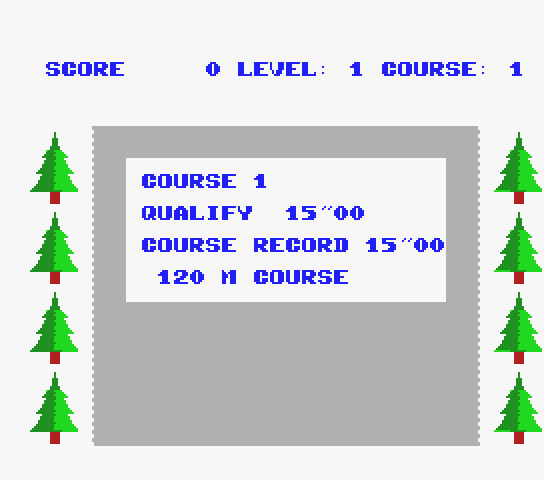 SCORE 0 LEVEL: 1 COURSE: 1
COURSE 1
QUALIFY 15"00
COURSE RECORD 15"00
120 M COURSE